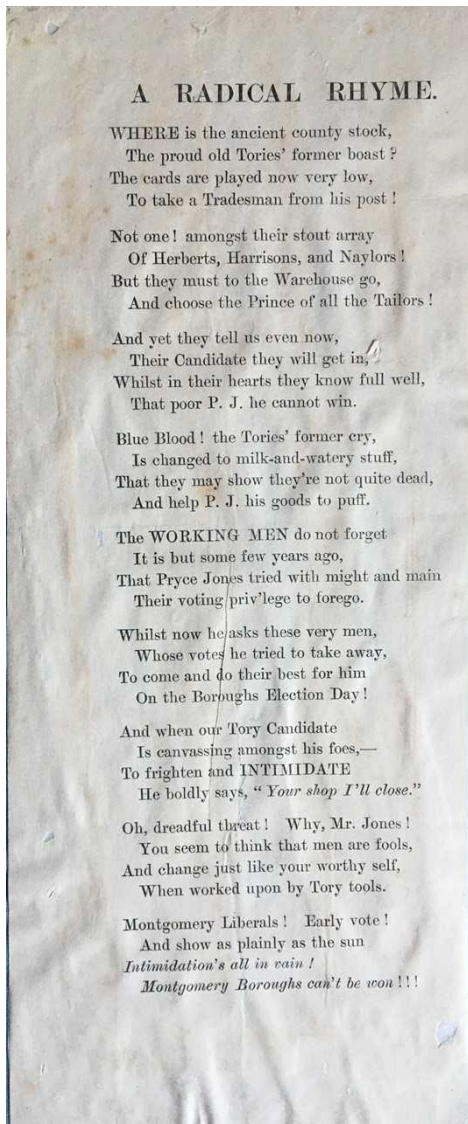 A RADICAL RHYME.
WHERE is the ancient county stock,
The proud old Tories' former boast ?
The cards are played now very low,
To take a Tradesman from his post !
Not one ! amongst their stout array
Of Herberts, Harrisons, and Naylors !
But they must to the Warehouse go,
And choose the Prince of all the Tailors !
And yet they tell us even now,
Their Candidate they will get in,
Whilst in their hearts they know full well,
That poor P. J. he cannot win.
Blue Blood ! the Tories' former cry,
Is changed to milk-and-watery stuff,
That they may show they're not quite dead,
And help P. J. his goods to puff.
The WORKING MEN do not forget
It is but some few years ago,
That Pryce Jones tried with might and main
Their voting priv'lege to forego.
Whilst now he asks these very men,
Whose votes he tried to take away,
To come and do their best for him
On the Boroughs Election Day !
And when our Tory Candidate
Is canvassing amongst his foes,—
To frighten and INTIMIDATE
He boldly says, " Your shop I'll close."
Oh, dreadful threat ! Why, Mr. Jones !
You seem to think that men are fools,
And change just like your worthy self,
When worked upon by Tory tools.
Montgomery Liberals ! Early vote !
And show as plainly as the sun
Intimidation's all in vain !
Montgomery Boroughs can't be won ! ! !